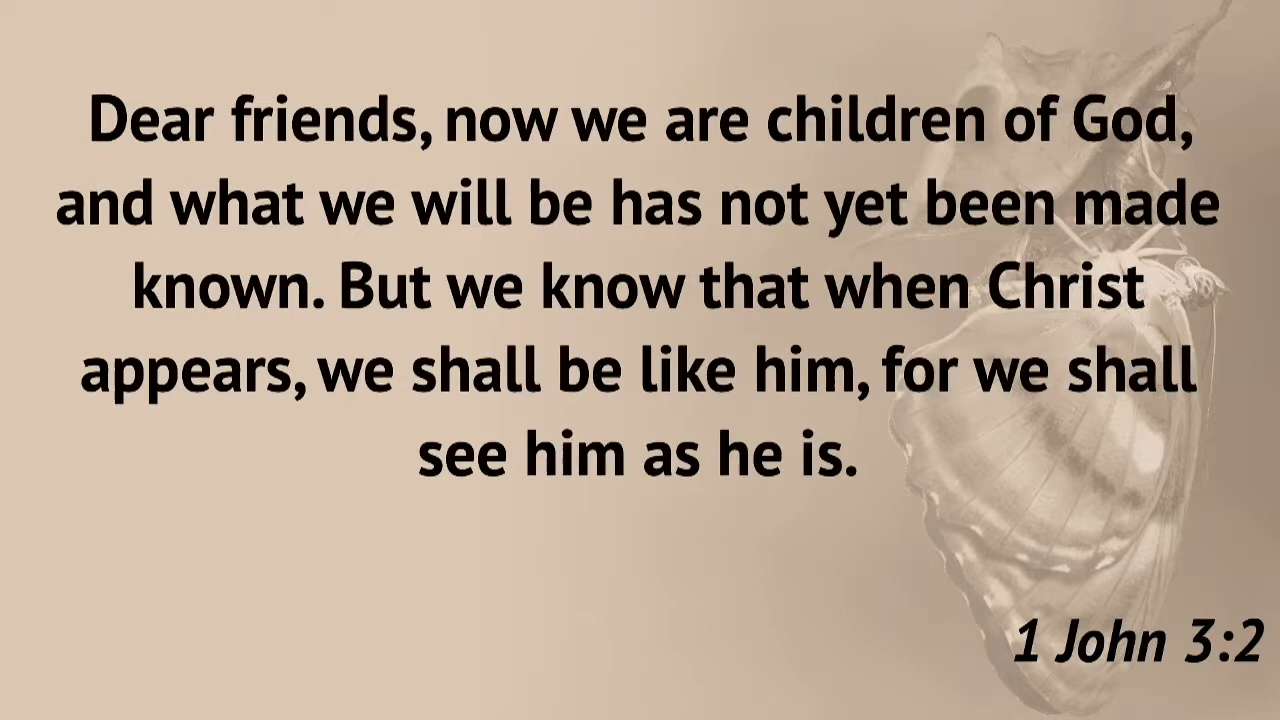 Dear friends, now we are children of God,
and what we will be has not yet been made
known. But we know that when Christ
appears, we shall be like him, for we shall
see him as he is.
1 John 3:2